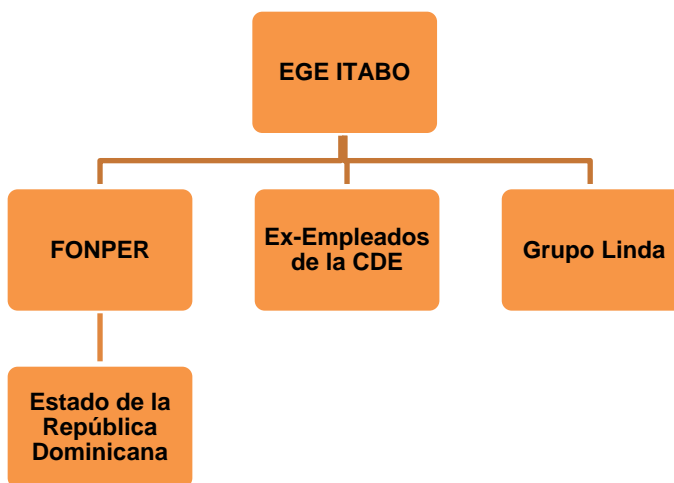 EGE ITABO
FONPER
Ex-Empleados
de la CDE
Grupo Linda
Estado de la
República
Dominicana